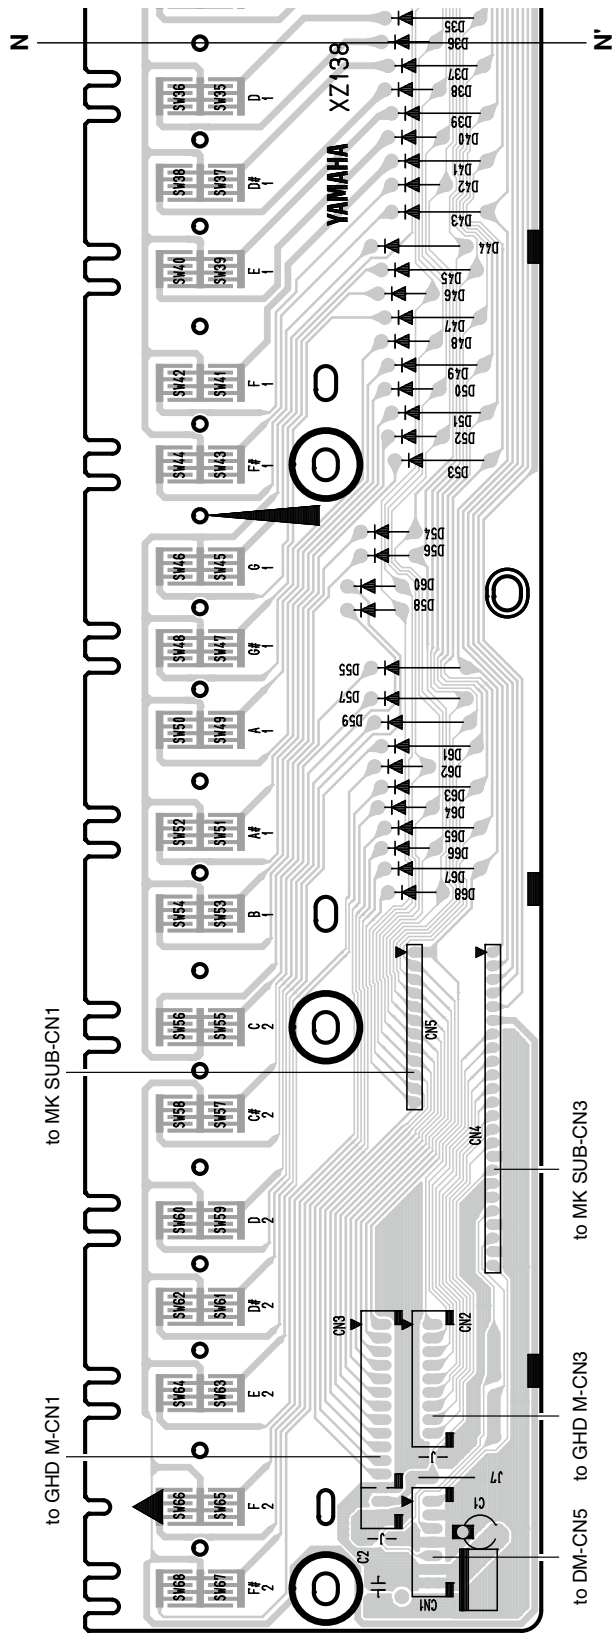 N
N'
D35
D36
D37
D38
D39
D40
D41
D42
D43
D44
D45
D46
D47
D48
D49
D50
D51
D52
D53
D54
D56
D60
D58
D55
D57
D59
D61
D62
D63
D64
D65
D66
D67
D68
XZ138
YAMAHA
SW36
SW35
D
1
SW38
SW37
D#
1
SW40
SW39
E
1
SW42
SW41
F
1
SW44
SW43
F#
1
SW46
SW45
G
1
SW48
SW47
G#
1
SW50
SW49
A
1
SW52
SW51
A#
1
SW54
SW53
B
1
SW56
SW55
C
2
SW58
SW57
C#
2
SW60
SW59
D
2
SW62
SW61
D#
2
SW64
SW63
E
2
SW66
SW65
F
2
SW68
SW67
F#
2
to MK SUB-CN1
CN5
CN4
to MK SUB-CN3
to GHD M-CN1
CN3
CN2
to GHD M-CN3
J
J
J7
C1
C2
CN1
to DM-CN5